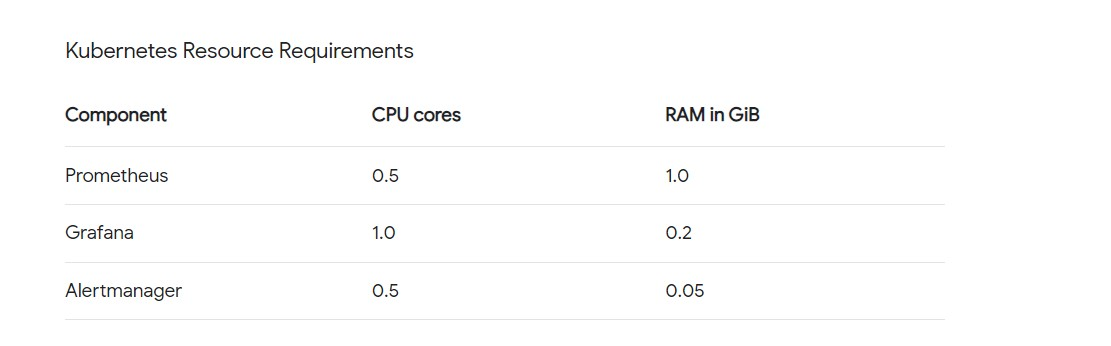 Kubernetes Resource Requirements
Component CPU cores RAM in GiB
Prometheus 0.5 1.0
Grafana 1.0 0.2
Alertmanager 0.5 0.05